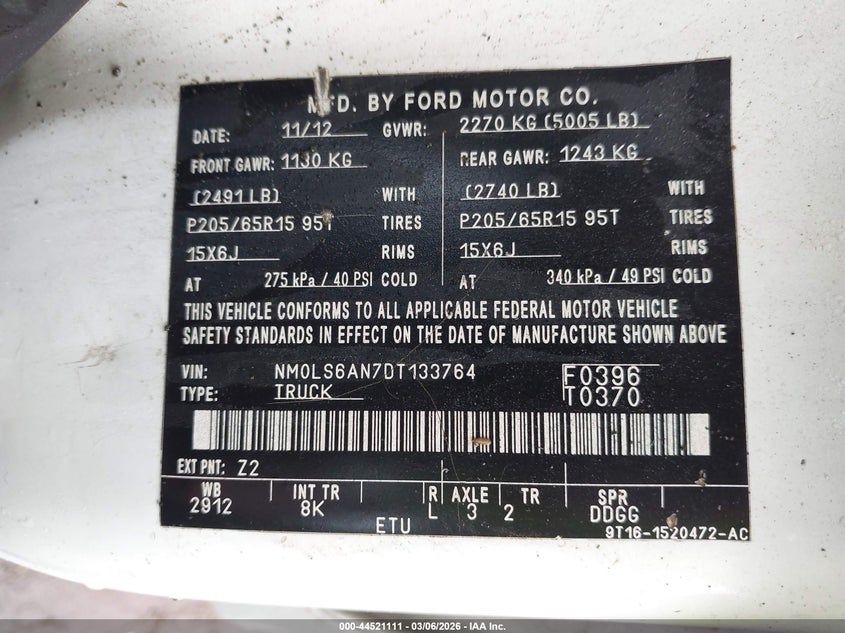 MFD. BY FORD MOTOR CO.
DATE: 11/12 GVWR: 2270 KG (5005 LB)
FRONT GAWR: 1130 KG REAR GAWR: 1243 KG
(2491 LB) WITH (2740 LB) WITH
P205/65R15 95T TIRES P205/65R15 95T TIRES
15X6J RIMS 15X6J RIMS
AT 275 kPa / 40 PSI COLD AT 340 kPa / 49 PSI COLD
THIS VEHICLE CONFORMS TO ALL APPLICABLE FEDERAL MOTOR VEHICLE
SAFETY STANDARDS IN EFFECT ON THE DATE OF MANUFACTURE SHOWN ABOVE
VIN: NM0LS6AN7DT133764 F0396
TYPE: TRUCK T0370
EXT PNT: Z2
WB INT TR R AXLE TR SPR
2912 8K L 3 2 DDGG
ETU 9T16-1520472-AC
000-44521111 - 03/06/2026 - IAA Inc.